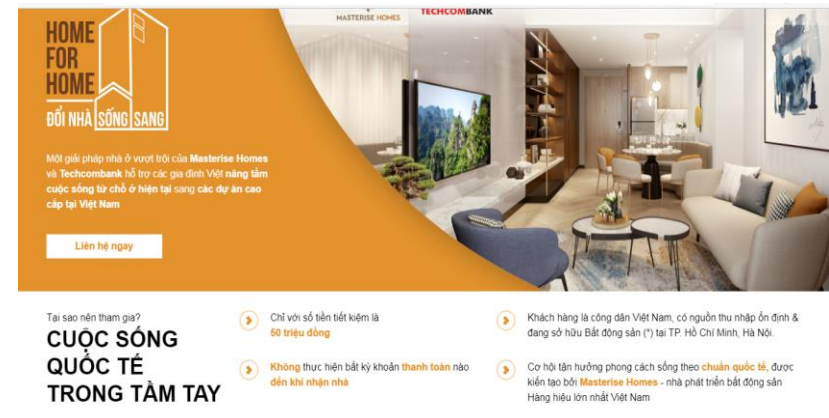 MASTERISE HOMES
TECHCOMBANK
HOME
FOR
HOME
ĐỔI NHÀ SỐNG SANG
Một giải pháp nhà ở vượt trội của Masterise Homes
và Techcombank hỗ trợ các gia đình Việt nâng tầm
cuộc sống từ chỗ ở hiện tại sang các dự án cao
cấp tại Việt Nam
Liên hệ ngay
Tại sao nên tham gia?
CUỘC SỐNG
QUỐC TẾ
TRONG TẦM TAY
Chỉ với số tiền tiết kiệm là
50 triệu đồng
Không thực hiện bất kỳ khoản thanh toán nào
đến khi nhận nhà
Khách hàng là công dân Việt Nam, có nguồn thu nhập ổn định &
đang sở hữu Bất động sản (*) tại TP. Hồ Chí Minh, Hà Nội.
Cơ hội tận hưởng phong cách sống theo chuẩn quốc tế, được
kiến tạo bởi Masterise Homes - nhà phát triển bất động sản
Hàng hiệu lớn nhất Việt Nam